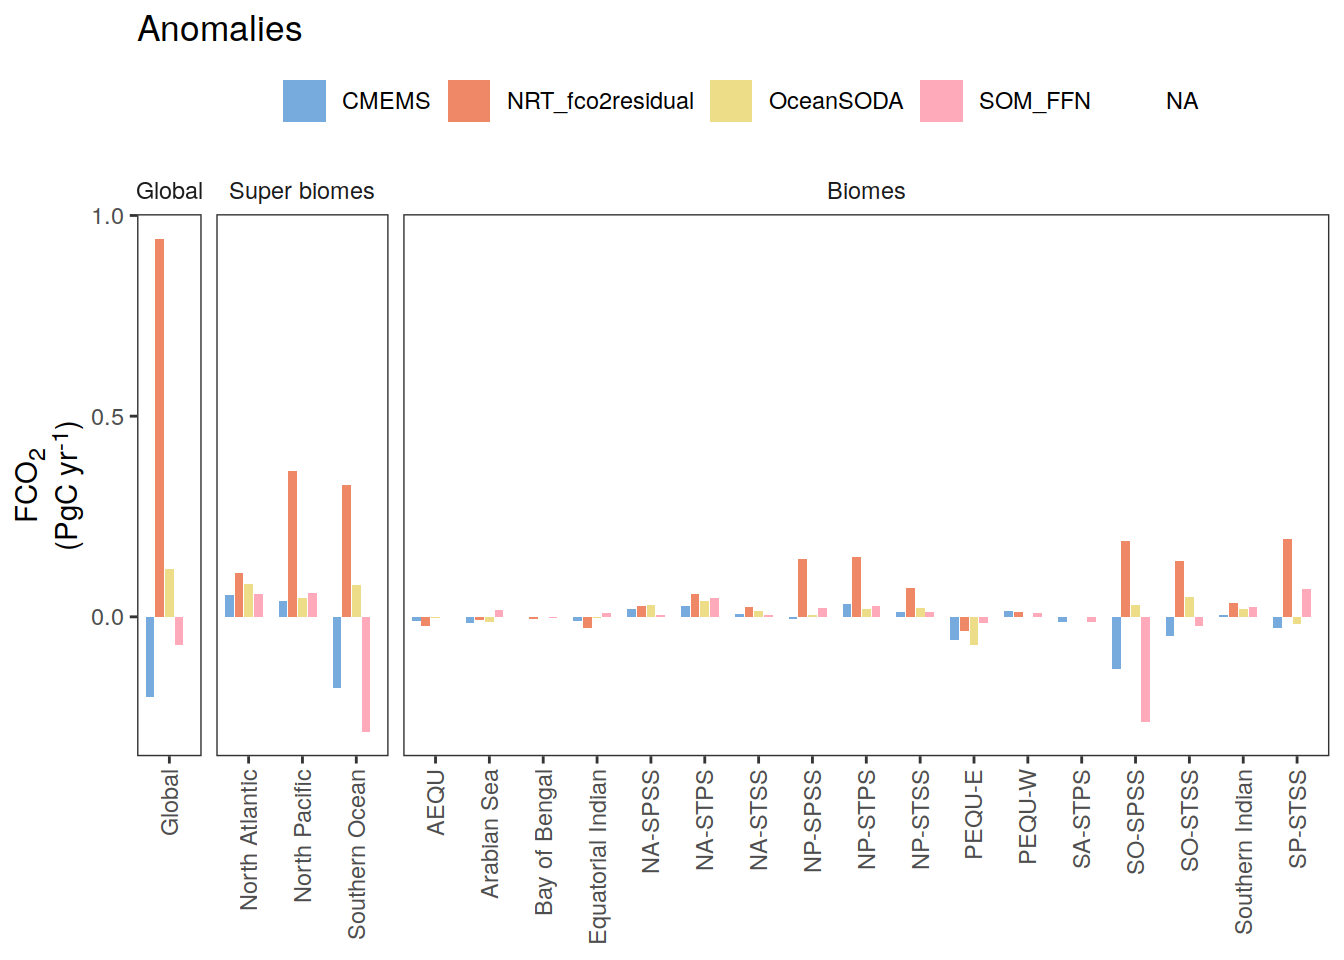 Anomalies
CMEMS NRT_fco2residual OceanSODA SOM_FFN NA
Global Super biomes Biomes
1.0
0.5
0.0
FCO2
(PgC yr-1)
Global
North Atlantic
North Pacific
Southern Ocean
AEQU
Arabian Sea
Bay of Bengal
Equatorial Indian
NA-SPSS
NA-STPS
NA-STSS
NP-SPSS
NP-STPS
NP-STSS
PEQU-E
PEQU-W
SA-STPS
SO-SPSS
SO-STSS
Southern Indian
SP-STSS